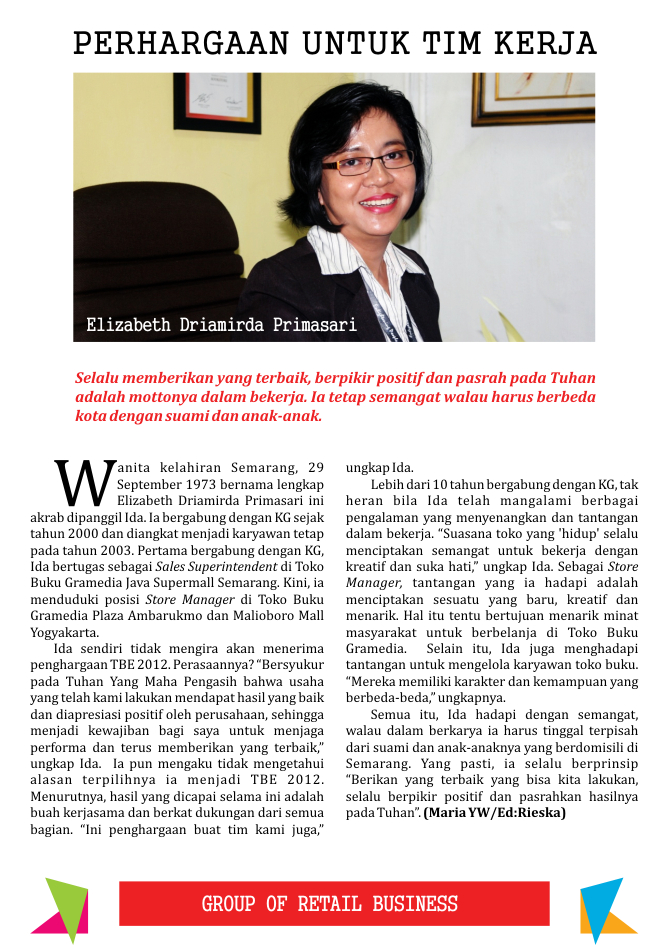 PERHARGAAN UNTUK TIM KERJA
Elizabeth Driamirda Primasari
Selalu memberikan yang terbaik, berpikir positif dan pasrah pada Tuhan
adalah mottonya dalam bekerja. Ia tetap semangat walau harus berbeda
kota dengan suami dan anak-anak.
Wanita kelahiran Semarang, 29
September 1973 bernama lengkap
Elizabeth Driamirda Primasari ini
akrab dipanggil Ida. Ia bergabung dengan KG sejak
tahun 2000 dan diangkat menjadi karyawan tetap
pada tahun 2003. Pertama bergabung dengan KG,
Ida bertugas sebagai Sales Superintendent di Toko
Buku Gramedia Java Supermall Semarang. Kini, ia
menduduki posisi Store Manager di Toko Buku
Gramedia Plaza Ambarukmo dan Malioboro Mall
Yogyakarta.
Ida sendiri tidak mengira akan menerima
penghargaan TBE 2012. Perasaannya? “Bersyukur
pada Tuhan Yang Maha Pengasih bahwa usaha
yang telah kami lakukan mendapat hasil yang baik
dan diapresiasi positif oleh perusahaan, sehingga
menjadi kewajiban bagi saya untuk menjaga
performa dan terus memberikan yang terbaik,”
ungkap Ida. Ia pun mengaku tidak mengetahui
alasan terpilihnya ia menjadi TBE 2012.
Menurutnya, hasil yang dicapai selama ini adalah
buah kerjasama dan berkat dukungan dari semua
bagian. “Ini penghargaan buat tim kami juga,”
ungkap Ida.
Lebih dari 10 tahun bergabung dengan KG, tak
heran bila Ida telah mangalami berbagai
pengalaman yang menyenangkan dan tantangan
dalam bekerja. “Suasana toko yang 'hidup' selalu
menciptakan semangat untuk bekerja dengan
kreatif dan suka hati,” ungkap Ida. Sebagai Store
Manager, tantangan yang ia hadapi adalah
menciptakan sesuatu yang baru, kreatif dan
menarik. Hal itu tentu bertujuan menarik minat
masyarakat untuk berbelanja di Toko Buku
Gramedia. Selain itu, Ida juga menghadapi
tantangan untuk mengelola karyawan toko buku.
“Mereka memiliki karakter dan kemampuan yang
berbeda-beda,” ungkapnya.
Semua itu, Ida hadapi dengan semangat,
walau dalam berkarya ia harus tinggal terpisah
dari suami dan anak-anaknya yang berdomisili di
Semarang. Yang pasti, ia selalu berprinsip
“Berikan yang terbaik yang bisa kita lakukan,
selalu berpikir positif dan pasrahkan hasilnya
pada Tuhan”. (Maria YW/Ed:Rieska)
GROUP OF RETAIL BUSINESS